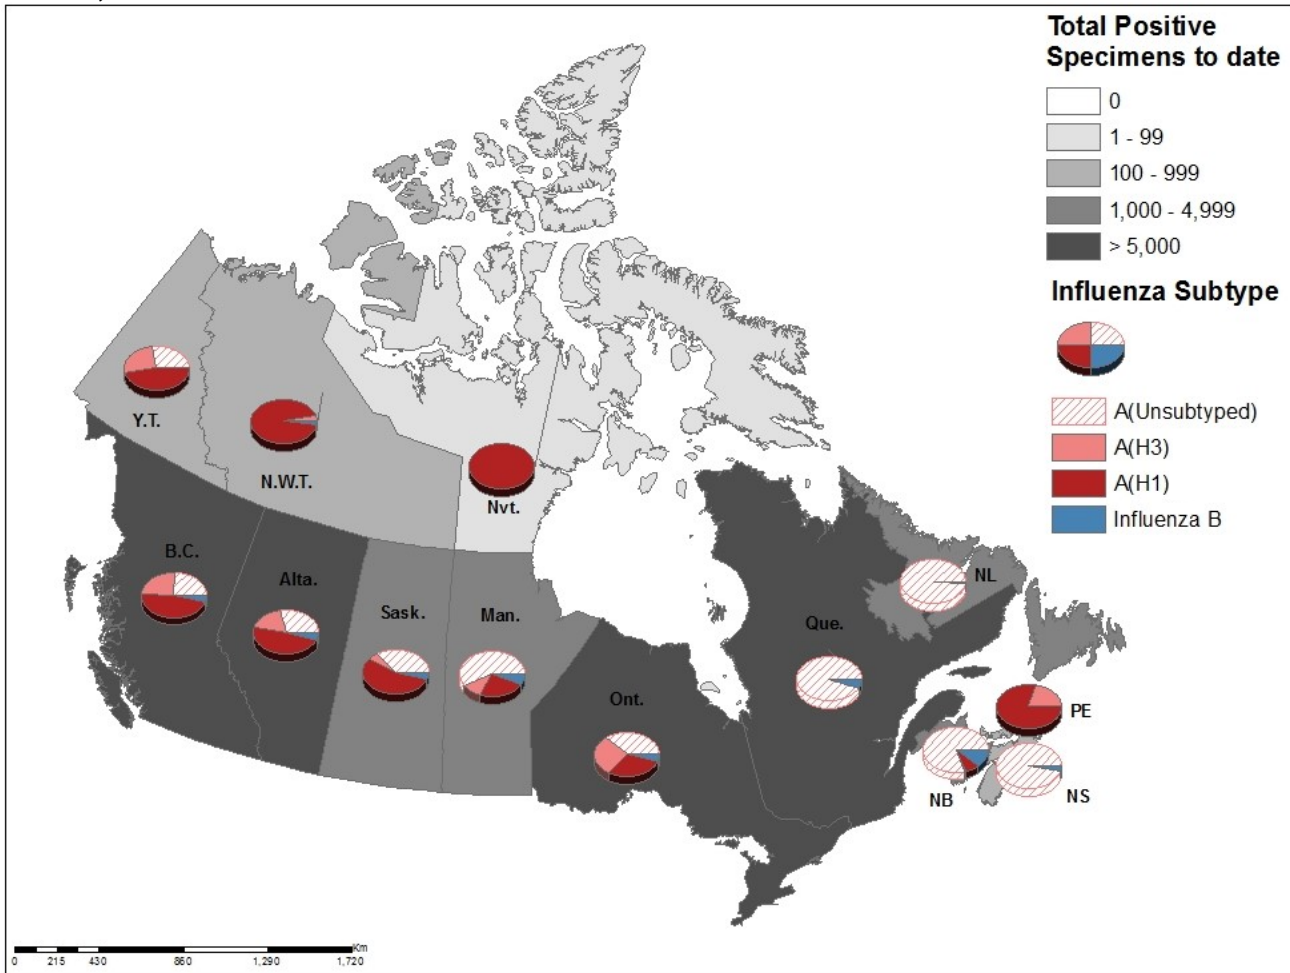 Total Positive
Specimens to date
0
1 - 99
100 - 999
1,000 - 4,999
> 5,000
Influenza Subtype
A(Unsubtyped)
A(H3)
A(H1)
Influenza B
Y.T.
N.W.T.
Nvt.
B.C.
Alta.
Sask.
Man.
Ont.
Que.
NL
PE
NB
NS
Km
0 215 430 860 1,290 1,720